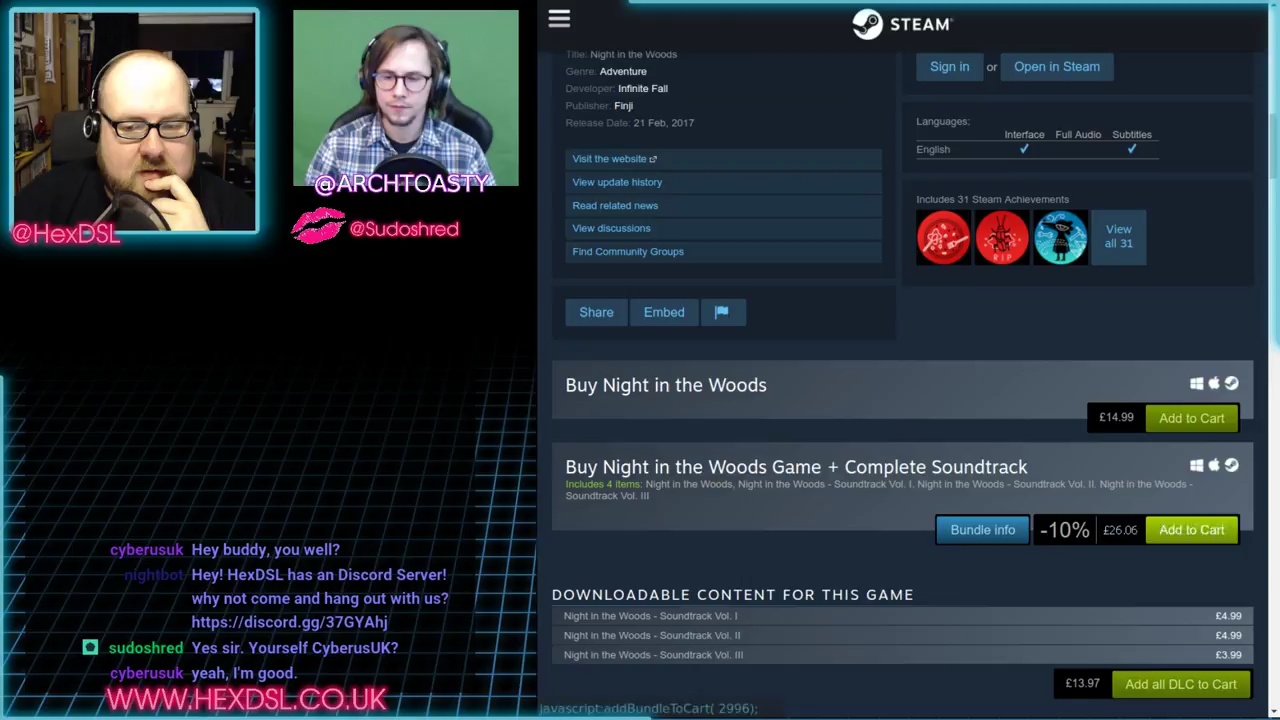 STEAM
Title: Night in the Woods
Genre: Adventure
Developer: Infinite Fall
Publisher: Finji
Release Date: 21 Feb, 2017
Visit the website
View update history
Read related news
View discussions
Find Community Groups
Share
Embed
Sign in or Open in Steam
Languages:
Interface Full Audio Subtitles
English ✓ ✓
Includes 31 Steam Achievements
RIP
View
all 31
Buy Night in the Woods
£14.99 Add to Cart
Buy Night in the Woods Game + Complete Soundtrack
Includes 4 items: Night in the Woods, Night in the Woods - Soundtrack Vol. I, Night in the Woods - Soundtrack Vol. II, Night in the Woods -
Soundtrack Vol. III
Bundle info -10% £26.06 Add to Cart
DOWNLOADABLE CONTENT FOR THIS GAME
Night in the Woods - Soundtrack Vol. I £4.99
Night in the Woods - Soundtrack Vol. II £4.99
Night in the Woods - Soundtrack Vol. III £3.99
£13.97 Add all DLC to Cart
javascript:addBundleToCart( 2996);
@HexDSL
@ARCHTOASTY
@Sudoshred
cyberusuk Hey buddy, you well?
nightbot Hey! HexDSL has an Discord Server!
why not come and hang out with us?
https://discord.gg/37GYAhj
sudoshred Yes sir. Yourself CyberusUK?
cyberusuk yeah, I'm good.
WWW.HEXDSL.CO.UK